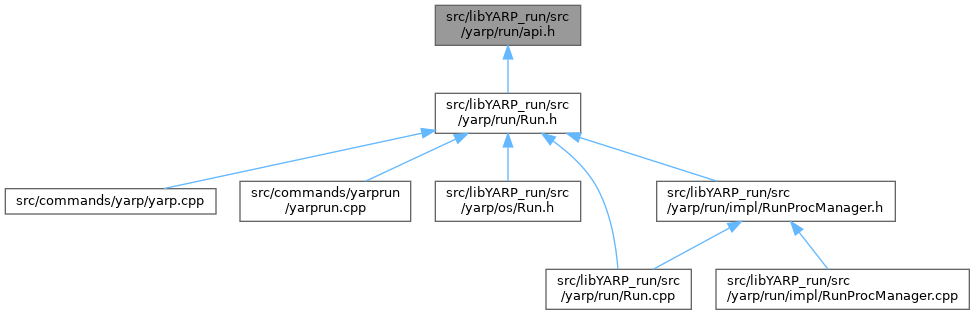 src/libYARP_run/src
/yarp/run/api.h
src/libYARP_run/src
/yarp/run/Run.h
src/commands/yarp/yarp.cpp
src/commands/yarprun
/yarprun.cpp
src/libYARP_run/src
/yarp/os/Run.h
src/libYARP_run/src
/yarp/run/impl/RunProcManager.h
src/libYARP_run/src
/yarp/run/Run.cpp
src/libYARP_run/src
/yarp/run/impl/RunProcManager.cpp